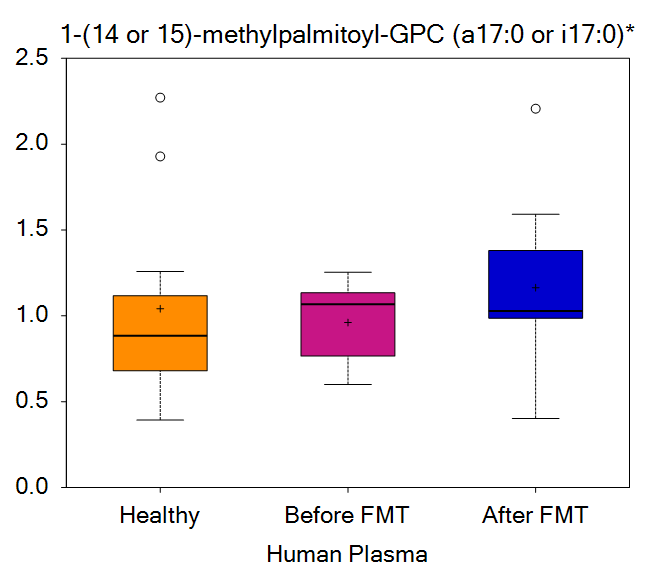 1-(14 or 15)-methylpalmitoyl-GPC (a17:0 or i17:0)*
2.5
2.0
1.5
1.0
0.5
0.0
Healthy Before FMT After FMT
Human Plasma